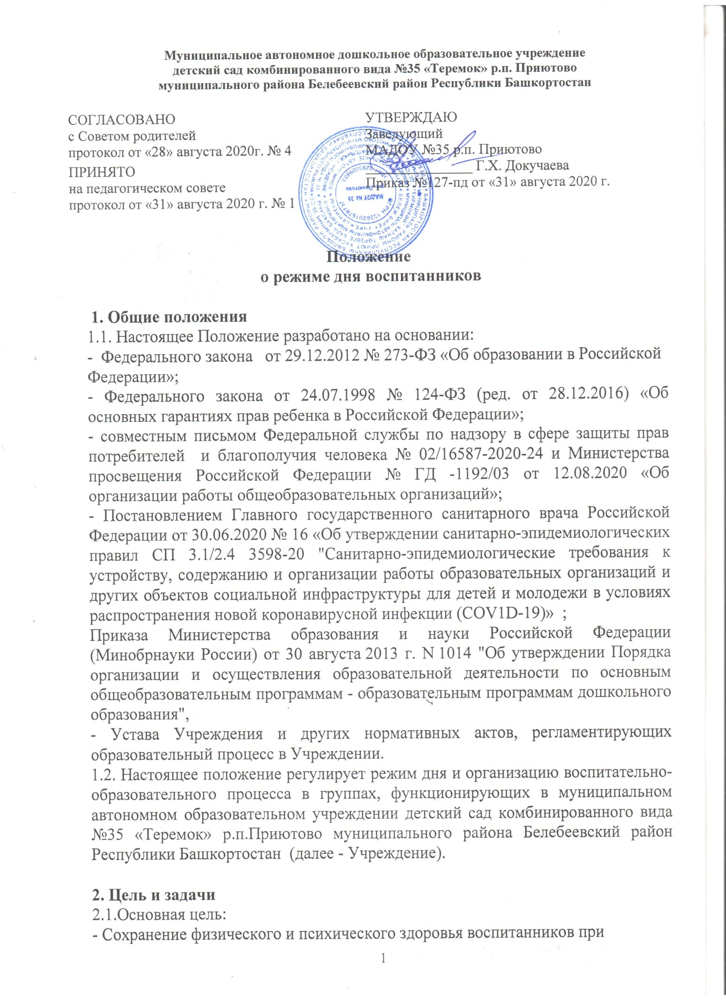 Муниципальное автономное дошкольное образовательное учреждение
детский сад комбинированного вида №35 «Теремок» р.п. Приютово
муниципального района Белебеевский район Республики Башкортостан
СОГЛАСОВАНО
с Советом родителей
протокол от «28» августа 2020г. № 4
ПРИНЯТО
на педагогическом совете
протокол от «31» августа 2020 г. № 1
УТВЕРЖДАЮ
Заведующий
МАДОУ №35 р.п. Приютово
_______________ Г.Х. Докучаева
Приказ №127-пд от «31» августа 2020 г.
МАДОУ № 35
Положение
о режиме дня воспитанников
1. Общие положения
1.1. Настоящее Положение разработано на основании:
- Федерального закона от 29.12.2012 № 273-ФЗ «Об образовании в Российской
Федерации»;
- Федерального закона от 24.07.1998 № 124-ФЗ (ред. от 28.12.2016) «Об
основных гарантиях прав ребенка в Российской Федерации»;
- совместным письмом Федеральной службы по надзору в сфере защиты прав
потребителей и благополучия человека № 02/16587-2020-24 и Министерства
просвещения Российской Федерации № ГД -1192/03 от 12.08.2020 «Об
организации работы общеобразовательных организаций»;
- Постановлением Главного государственного санитарного врача Российской
Федерации от 30.06.2020 № 16 «Об утверждении санитарно-эпидемиологических
правил СП 3.1/2.4 3598-20 "Санитарно-эпидемиологические требования к
устройству, содержанию и организации работы образовательных организаций и
других объектов социальной инфраструктуры для детей и молодежи в условиях
распространения новой коронавирусной инфекции (COV1D-19)» ;
Приказа Министерства образования и науки Российской Федерации
(Минобрнауки России) от 30 августа 2013 г. N 1014 "Об утверждении Порядка
организации и осуществления образовательной деятельности по основным
общеобразовательным программам - образовательным программам дошкольного
образования",
- Устава Учреждения и других нормативных актов, регламентирующих
образовательный процесс в Учреждении.
1.2. Настоящее положение регулирует режим дня и организацию воспитательно-
образовательного процесса в группах, функционирующих в муниципальном
автономном образовательном учреждении детский сад комбинированного вида
№35 «Теремок» р.п.Приютово муниципального района Белебеевский район
Республики Башкортостан (далее - Учреждение).
2. Цель и задачи
2.1.Основная цель:
- Сохранение физического и психического здоровья воспитанников при
1